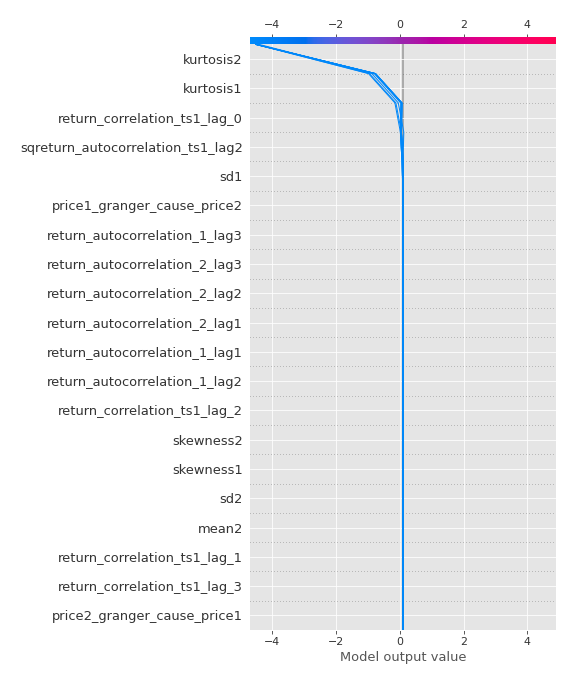 −4 −2 0 2 4
kurtosis2
kurtosis1
return_correlation_ts1_lag_0
sqreturn_autocorrelation_ts1_lag2
sd1
price1_granger_cause_price2
return_autocorrelation_1_lag3
return_autocorrelation_2_lag3
return_autocorrelation_2_lag2
return_autocorrelation_2_lag1
return_autocorrelation_1_lag1
return_autocorrelation_1_lag2
return_correlation_ts1_lag_2
skewness2
skewness1
sd2
mean2
return_correlation_ts1_lag_1
return_correlation_ts1_lag_3
price2_granger_cause_price1
−4 −2 0 2 4
Model output value